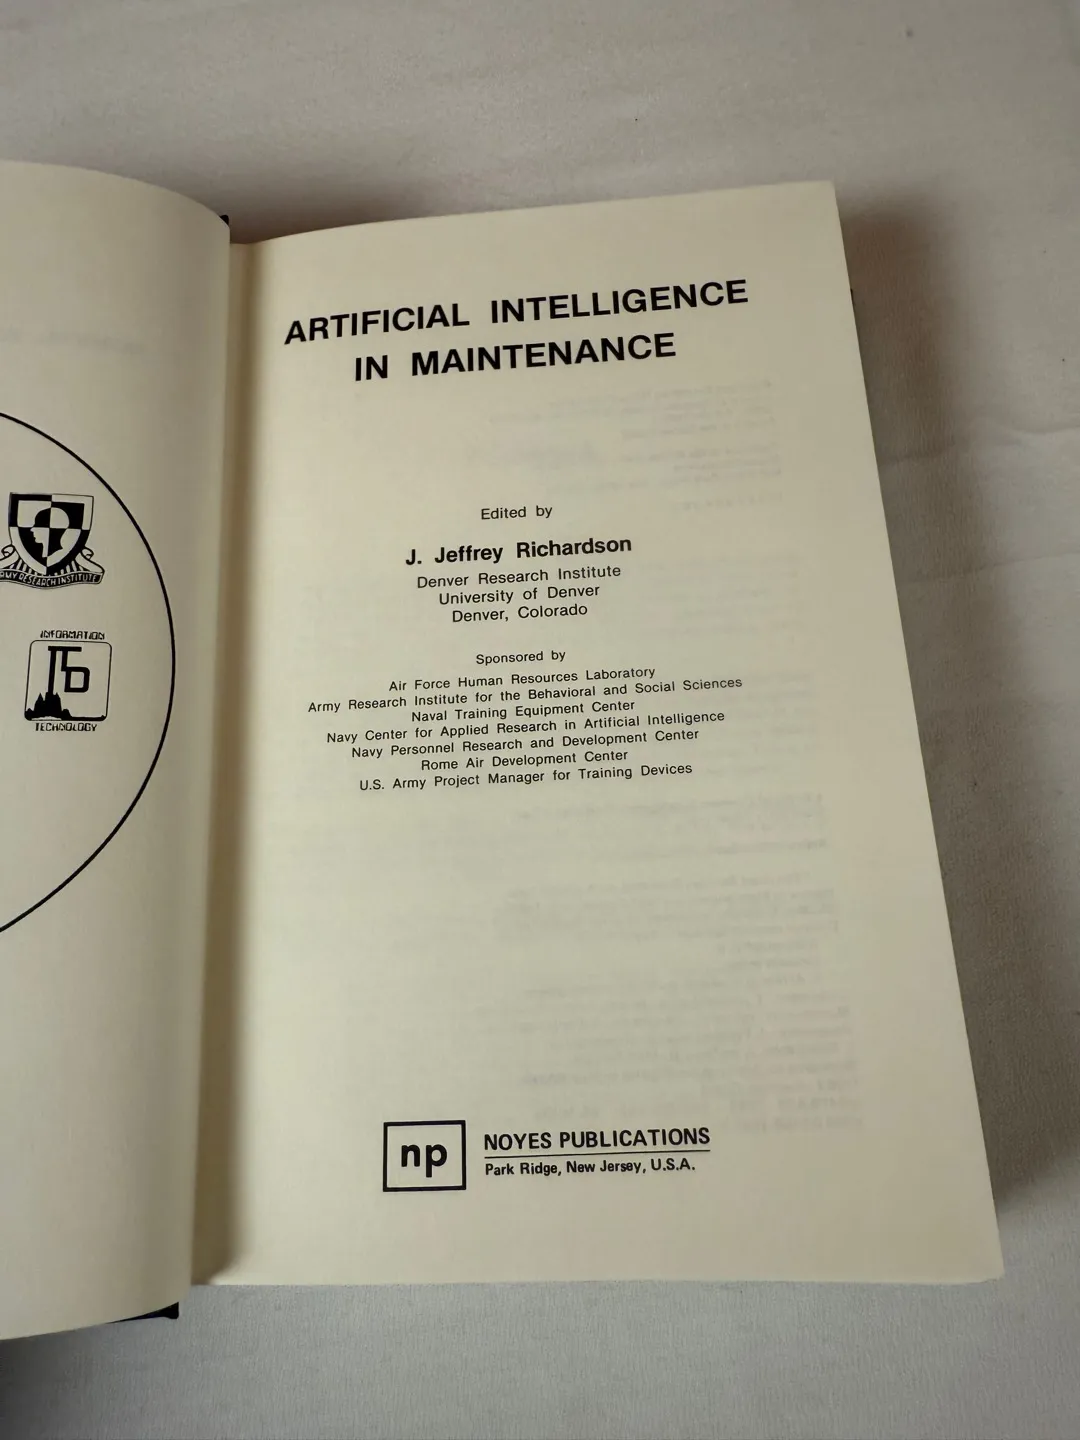 ARMY RESEARCH INSTITUTE
INFORMATION
TECHNOLOGY
ARTIFICIAL INTELLIGENCE
IN MAINTENANCE
Edited by
J. Jeffrey Richardson
Denver Research Institute
University of Denver
Denver, Colorado
Sponsored by
Air Force Human Resources Laboratory
Army Research Institute for the Behavioral and Social Sciences
Naval Training Equipment Center
Navy Center for Applied Research in Artificial Intelligence
Navy Personnel Research and Development Center
Rome Air Development Center
U.S. Army Project Manager for Training Devices
np
NOYES PUBLICATIONS
Park Ridge, New Jersey, U.S.A.